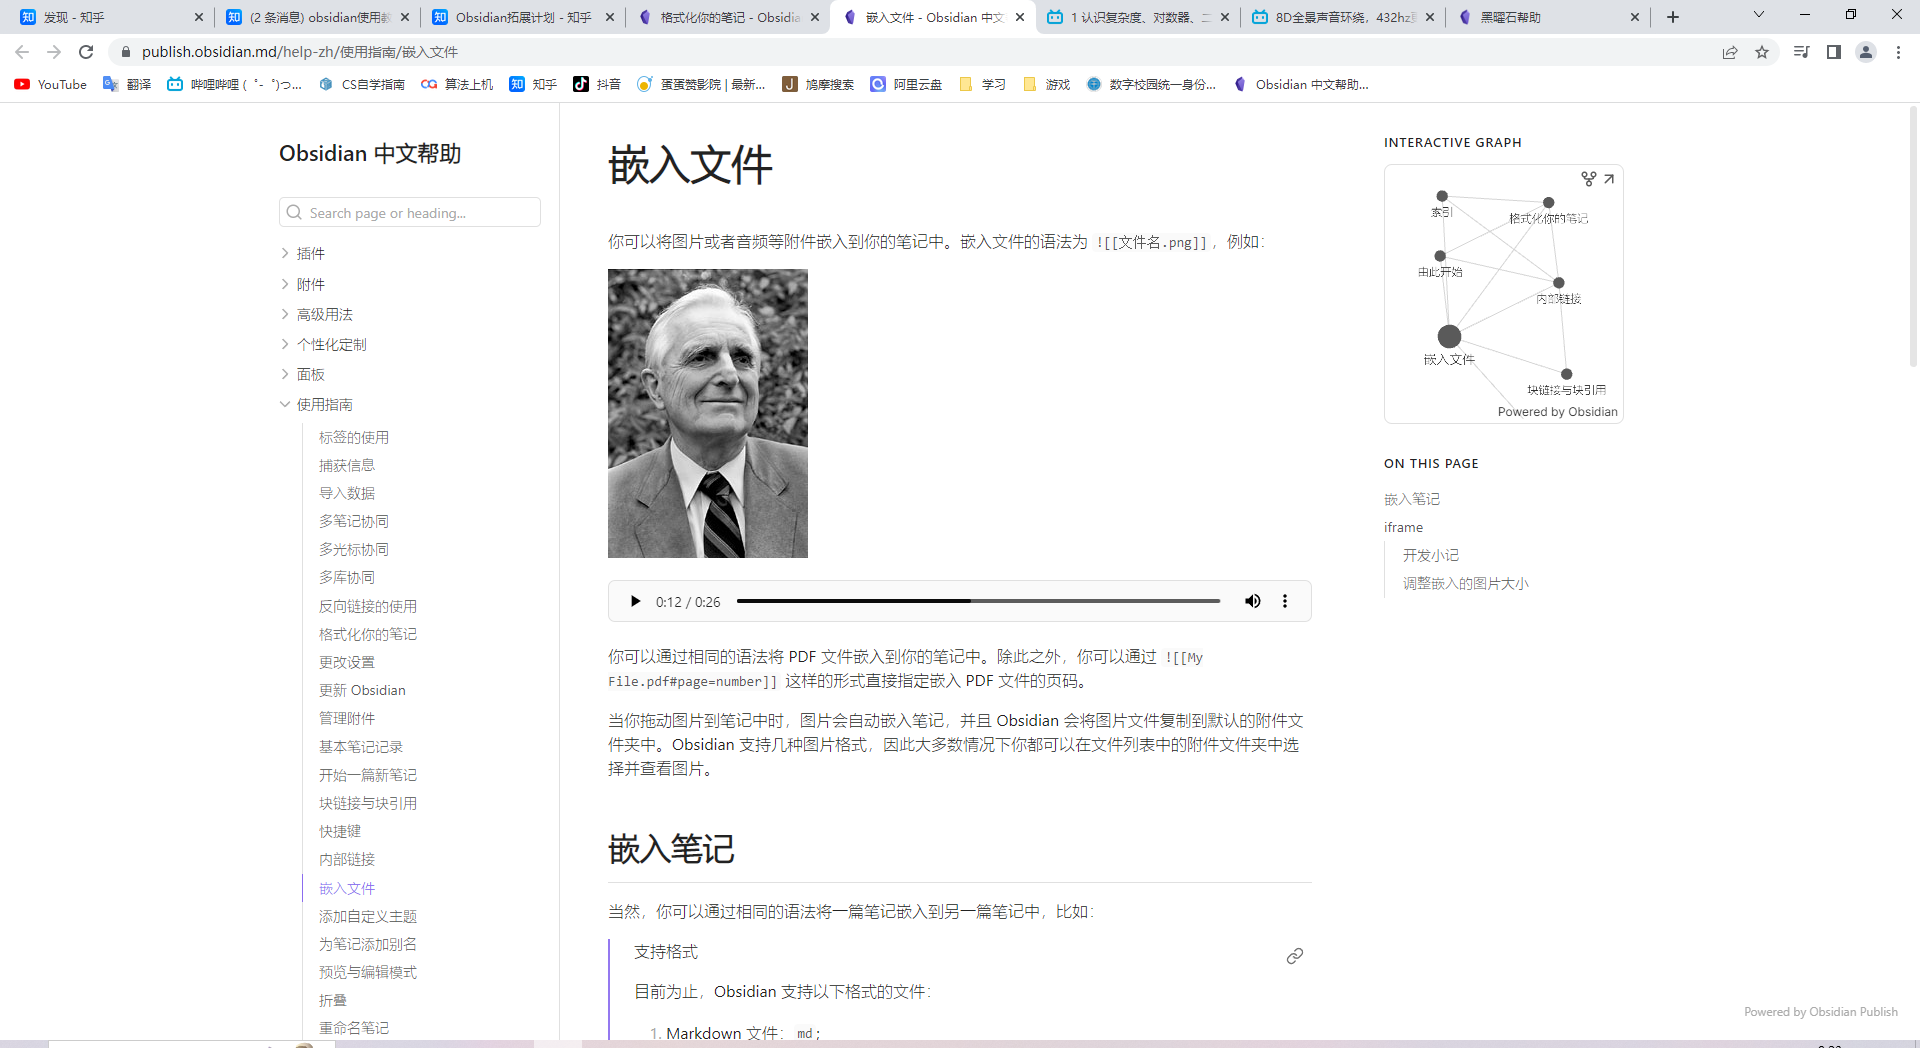 发现 - 知乎
(2 条消息) obsidian使用教
Obsidian拓展计划 - 知乎
格式化你的笔记 - Obsidia
嵌入文件 - Obsidian 中文
1 认识复杂度、对数器、二
8D全景声音环绕，432hz
黑曜石帮助
publish.obsidian.md/help-zh/使用指南/嵌入文件
YouTube
翻译
哔哩哔哩 (゜-゜)つ...
CS自学指南
算法上机
知乎
抖音
蛋蛋赞影院 | 最新...
鸠摩搜索
阿里云盘
学习
游戏
数字校园统一身份...
Obsidian 中文帮助...
Obsidian 中文帮助
Search page or heading...
插件
附件
高级用法
个性化定制
面板
使用指南
标签的使用
捕获信息
导入数据
多笔记协同
多光标协同
多库协同
反向链接的使用
格式化你的笔记
更改设置
更新 Obsidian
管理附件
基本笔记记录
开始一篇新笔记
块链接与块引用
快捷键
内部链接
嵌入文件
添加自定义主题
为笔记添加别名
预览与编辑模式
折叠
重命名笔记
嵌入文件
你可以将图片或者音频等附件嵌入到你的笔记中。嵌入文件的语法为 ![[文件名.png]]，例如：
0:12 / 0:26
你可以通过相同的语法将 PDF 文件嵌入到你的笔记中。除此之外，你可以通过 ![[My
File.pdf#page=number]] 这样的形式直接指定嵌入 PDF 文件的页码。
当你拖动图片到笔记中时，图片会自动嵌入笔记，并且 Obsidian 会将图片文件复制到默认的附件文
件夹中。Obsidian 支持几种图片格式，因此大多数情况下你都可以在文件列表中的附件文件夹中选
择并查看图片。
嵌入笔记
当然，你可以通过相同的语法将一篇笔记嵌入到另一篇笔记中，比如：
支持格式
目前为止，Obsidian 支持以下格式的文件：
1. Markdown 文件： md；
INTERACTIVE GRAPH
索引
格式化你的笔记
由此开始
内部链接
嵌入文件
块链接与块引用
Powered by Obsidian
ON THIS PAGE
嵌入笔记
iframe
开发小记
调整嵌入的图片大小
Powered by Obsidian Publish